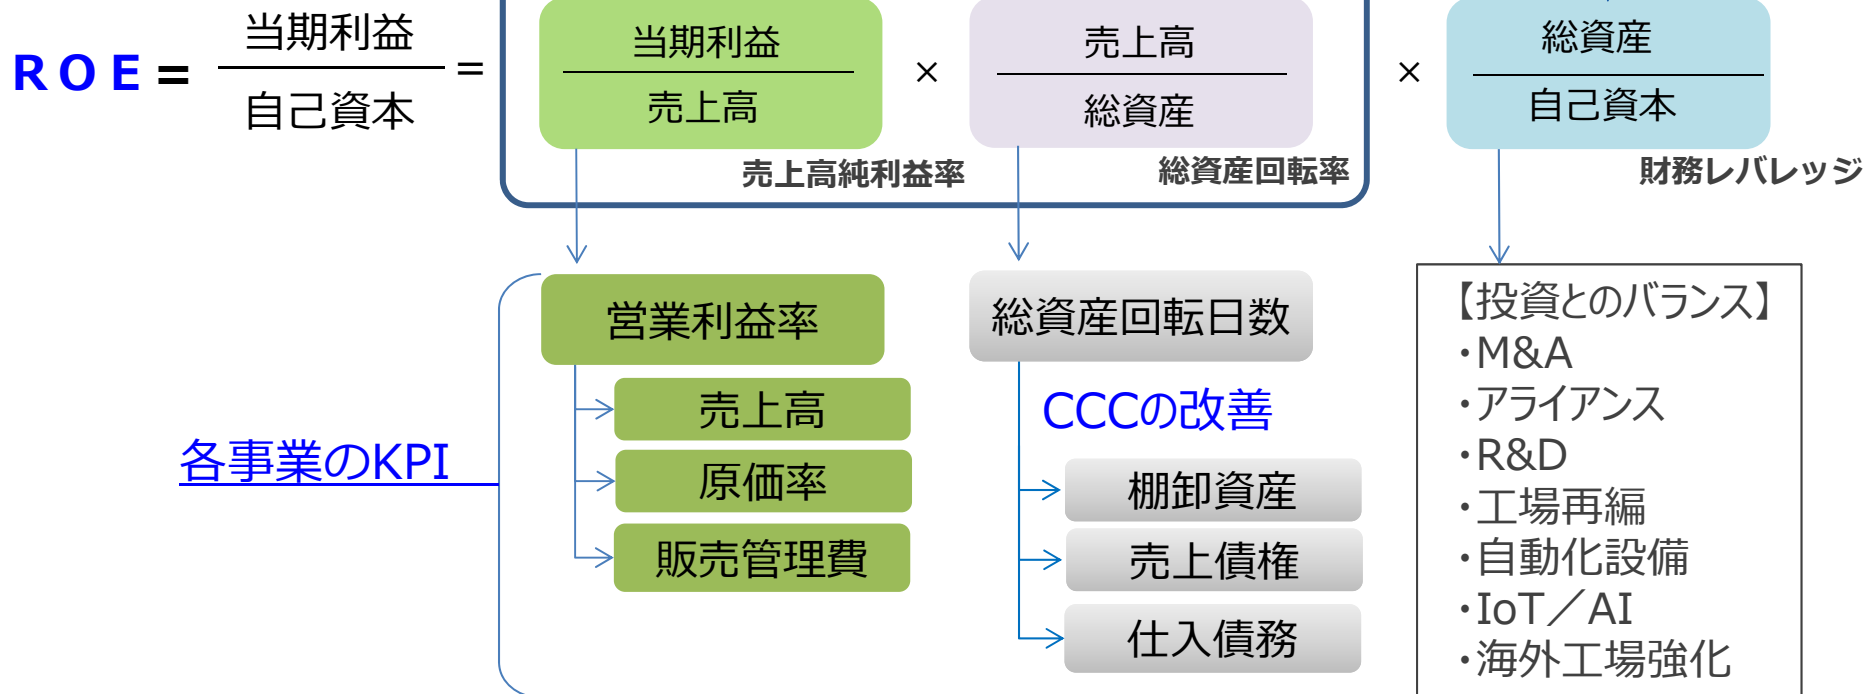 ROE=
当期利益
自己資本
=
当期利益
売上高
×
売上高
総資産
×
総資産
自己資本
売上高純利益率
総資産回転率
財務レバレッジ
各事業のKPI
営業利益率
売上高
原価率
販売管理費
総資産回転日数
CCCの改善
棚卸資産
売上債権
仕入債務
【投資とのバランス】
・M&A
・アライアンス
・R&D
・工場再編
・自動化設備
・IoT／AI
・海外工場強化